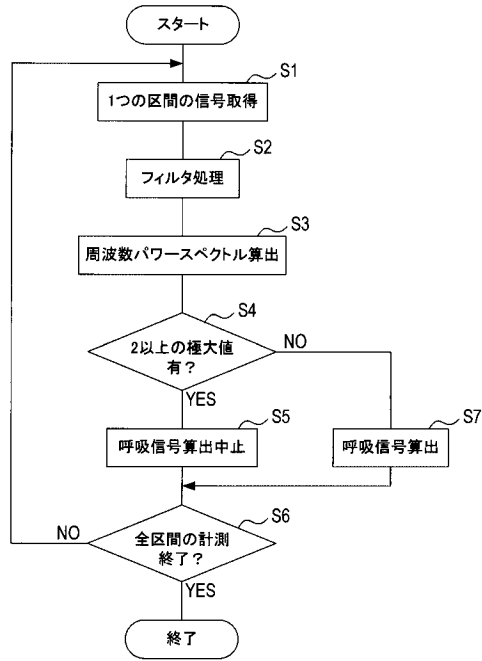 スタート
S1
1つの区間の信号取得
S2
フィルタ処理
S3
周波数パワースペクトル算出
S4
2以上の極大値
有？
NO
YES
S5
呼吸信号算出中止
S7
呼吸信号算出
S6
全区間の計測
終了？
NO
YES
終了